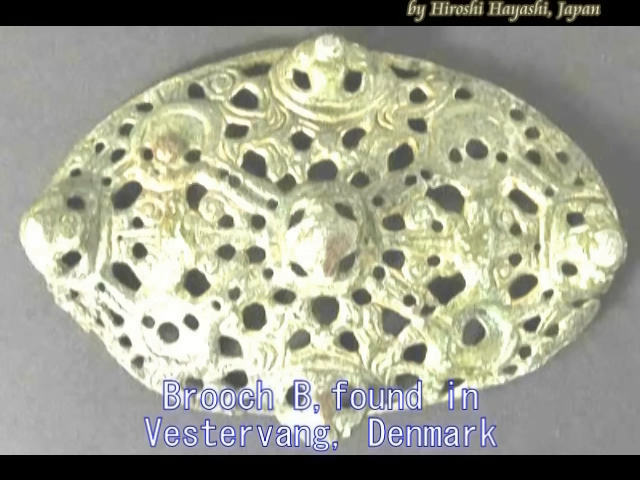 by Hiroshi Hayashi, Japan
Brooch B, found in
Vestervang, Denmark